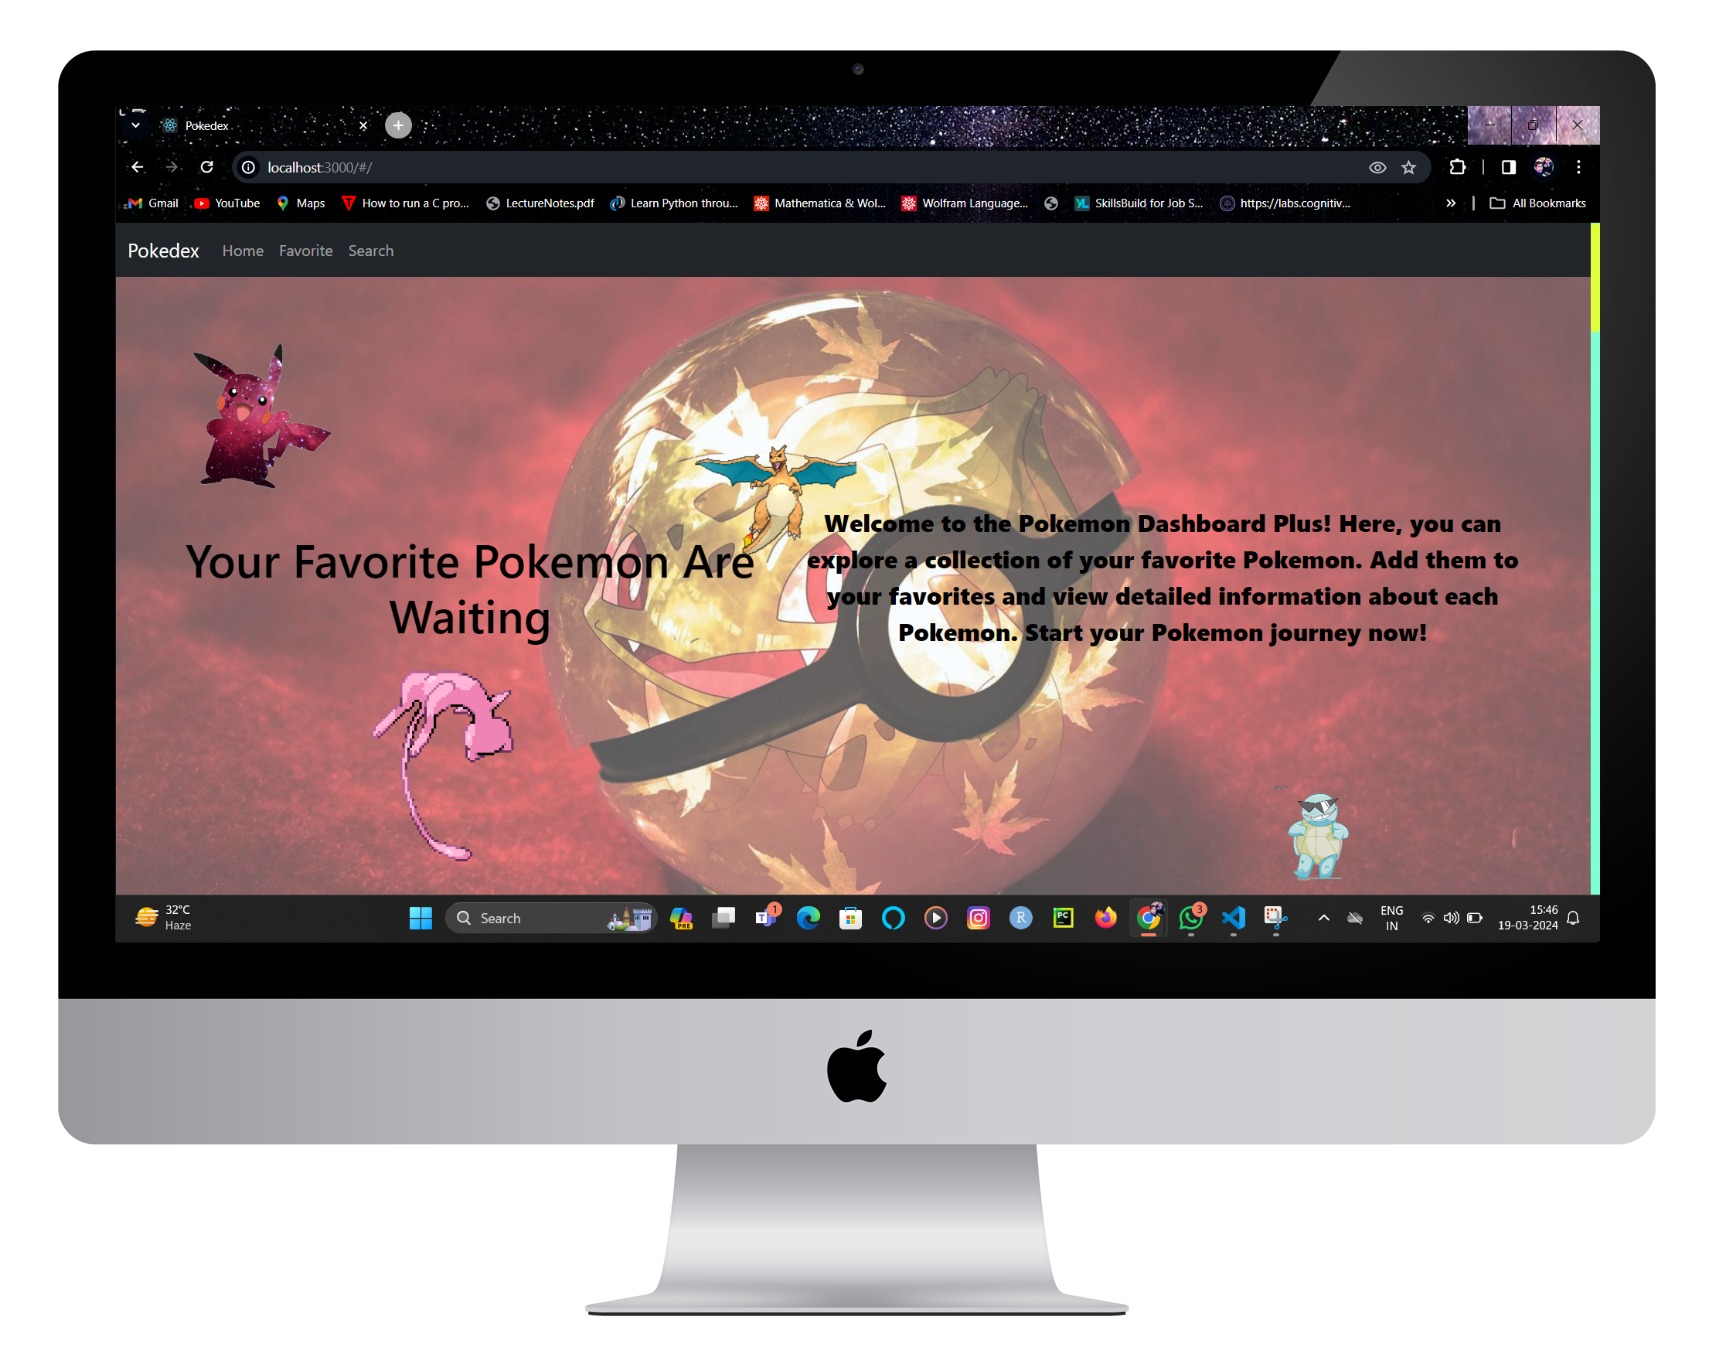 Pokedex
localhost:3000/#/
Gmail YouTube Maps How to run a C pro... LectureNotes.pdf Learn Python throu... Mathematica & Wol... Wolfram Language... SkillsBuild for Job S... https://labs.cognitiv... » All Bookmarks
Pokedex Home Favorite Search
Your Favorite Pokemon Are
Waiting
Welcome to the Pokemon Dashboard Plus! Here, you can
explore a collection of your favorite Pokemon. Add them to
your favorites and view detailed information about each
Pokemon. Start your Pokemon journey now!
32°C
Haze
Search
PRE
1
R
PC
3
ENG
IN
15:46
19-03-2024